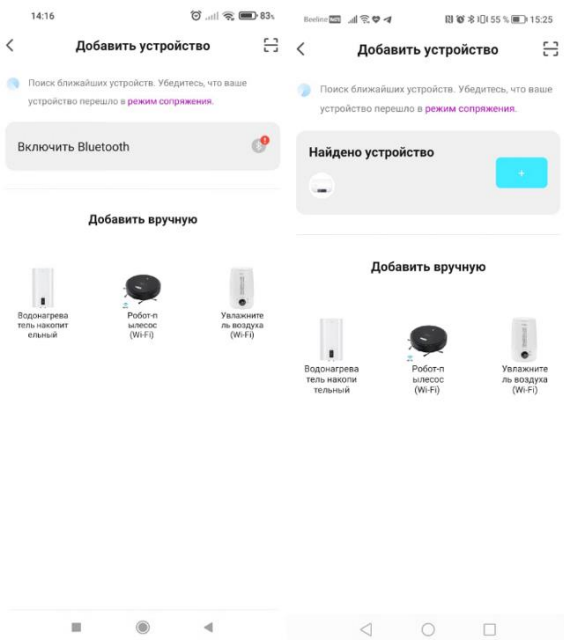 14:16
83%
Добавить устройство
Поиск ближайших устройств. Убедитесь, что ваше
устройство перешло в режим сопряжения.
Включить Bluetooth
Добавить вручную
Водонагрева
тель накопит
ельный
Робот-п
ылесос
(Wi-Fi)
Увлажните
ль воздуха
(Wi-Fi)
Beeline
55 %
15:25
Добавить устройство
Поиск ближайших устройств. Убедитесь, что ваше
устройство перешло в режим сопряжения.
Найдено устройство
+
Добавить вручную
Водонагрева
тель накопи
тельный
Робот-п
ылесос
(Wi-Fi)
Увлажните
ль воздуха
(Wi-Fi)